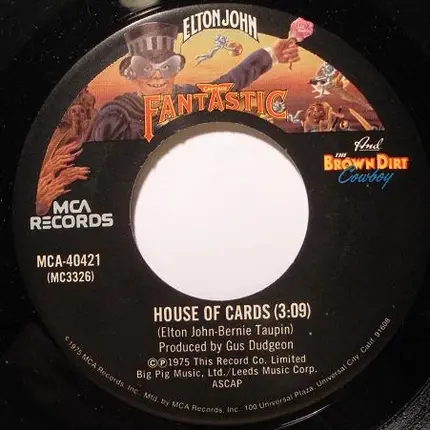 ELTON JOHN
FANTASTIC
And
THE
BROWN DIRT
Cowboy
MCA
RECORDS
MCA-40421
(MC3326)
HOUSE OF CARDS (3:09)
(Elton John-Bernie Taupin)
Produced by Gus Dudgeon
©℗1975 This Record Co. Limited
Big Pig Music, Ltd./Leeds Music Corp.
ASCAP
©1975 MCA Records, Inc. Mfd. by MCA Records, Inc. 100 Universal Plaza, Universal City, Calif. 91608